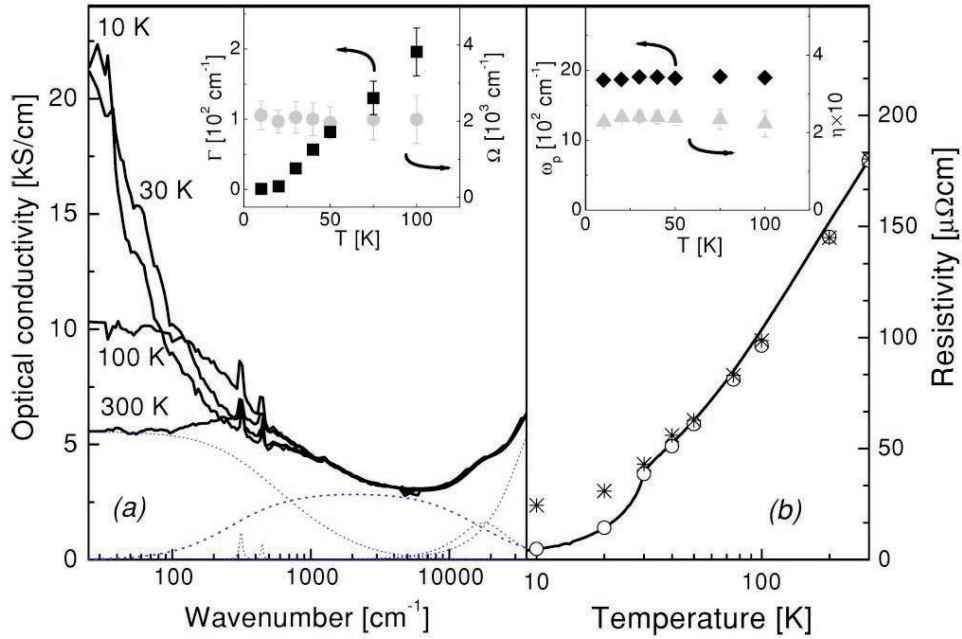 10 K
30 K
100 K
300 K
(a)
0
5
10
15
20
Optical conductivity [kS/cm]
100
1000
10000
Wavenumber [cm⁻¹]
0
1
2
Γ [10² cm⁻¹]
0
2
4
Ω [10³ cm⁻¹]
0
50
100
T [K]
0
10
20
ωₚ [10² cm⁻¹]
0
2
4
η×10
0
50
100
T [K]
(b)
0
50
100
150
200
Resistivity [μΩcm]
10
100
Temperature [K]